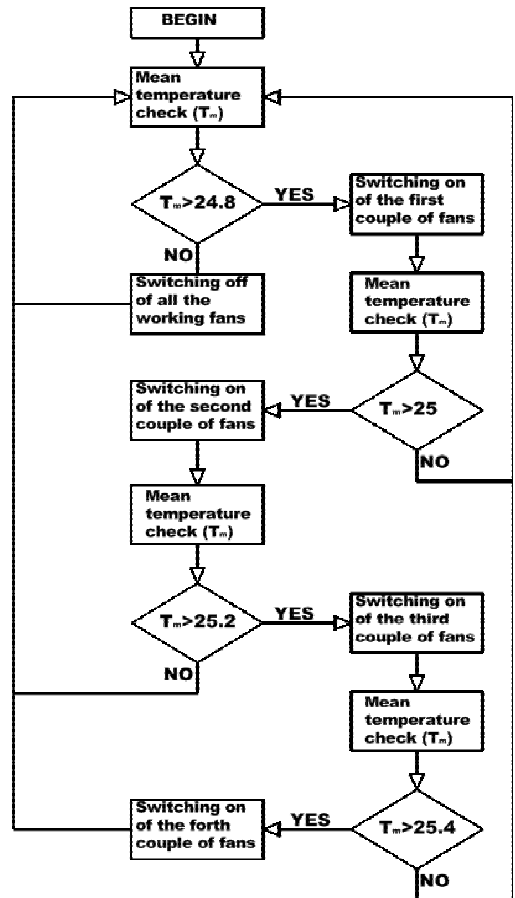 BEGIN
Mean
temperature
check (Tₘ)
Tₘ>24.8
YES
Switching on
of the first
couple of fans
NO
Switching off
of all the
working fans
Mean
temperature
check (Tₘ)
Tₘ>25
YES
Switching on
of the second
couple of fans
NO
Mean
temperature
check (Tₘ)
Tₘ>25.2
YES
Switching on
of the third
couple of fans
NO
Mean
temperature
check (Tₘ)
Tₘ>25.4
YES
Switching on
of the forth
couple of fans
NO